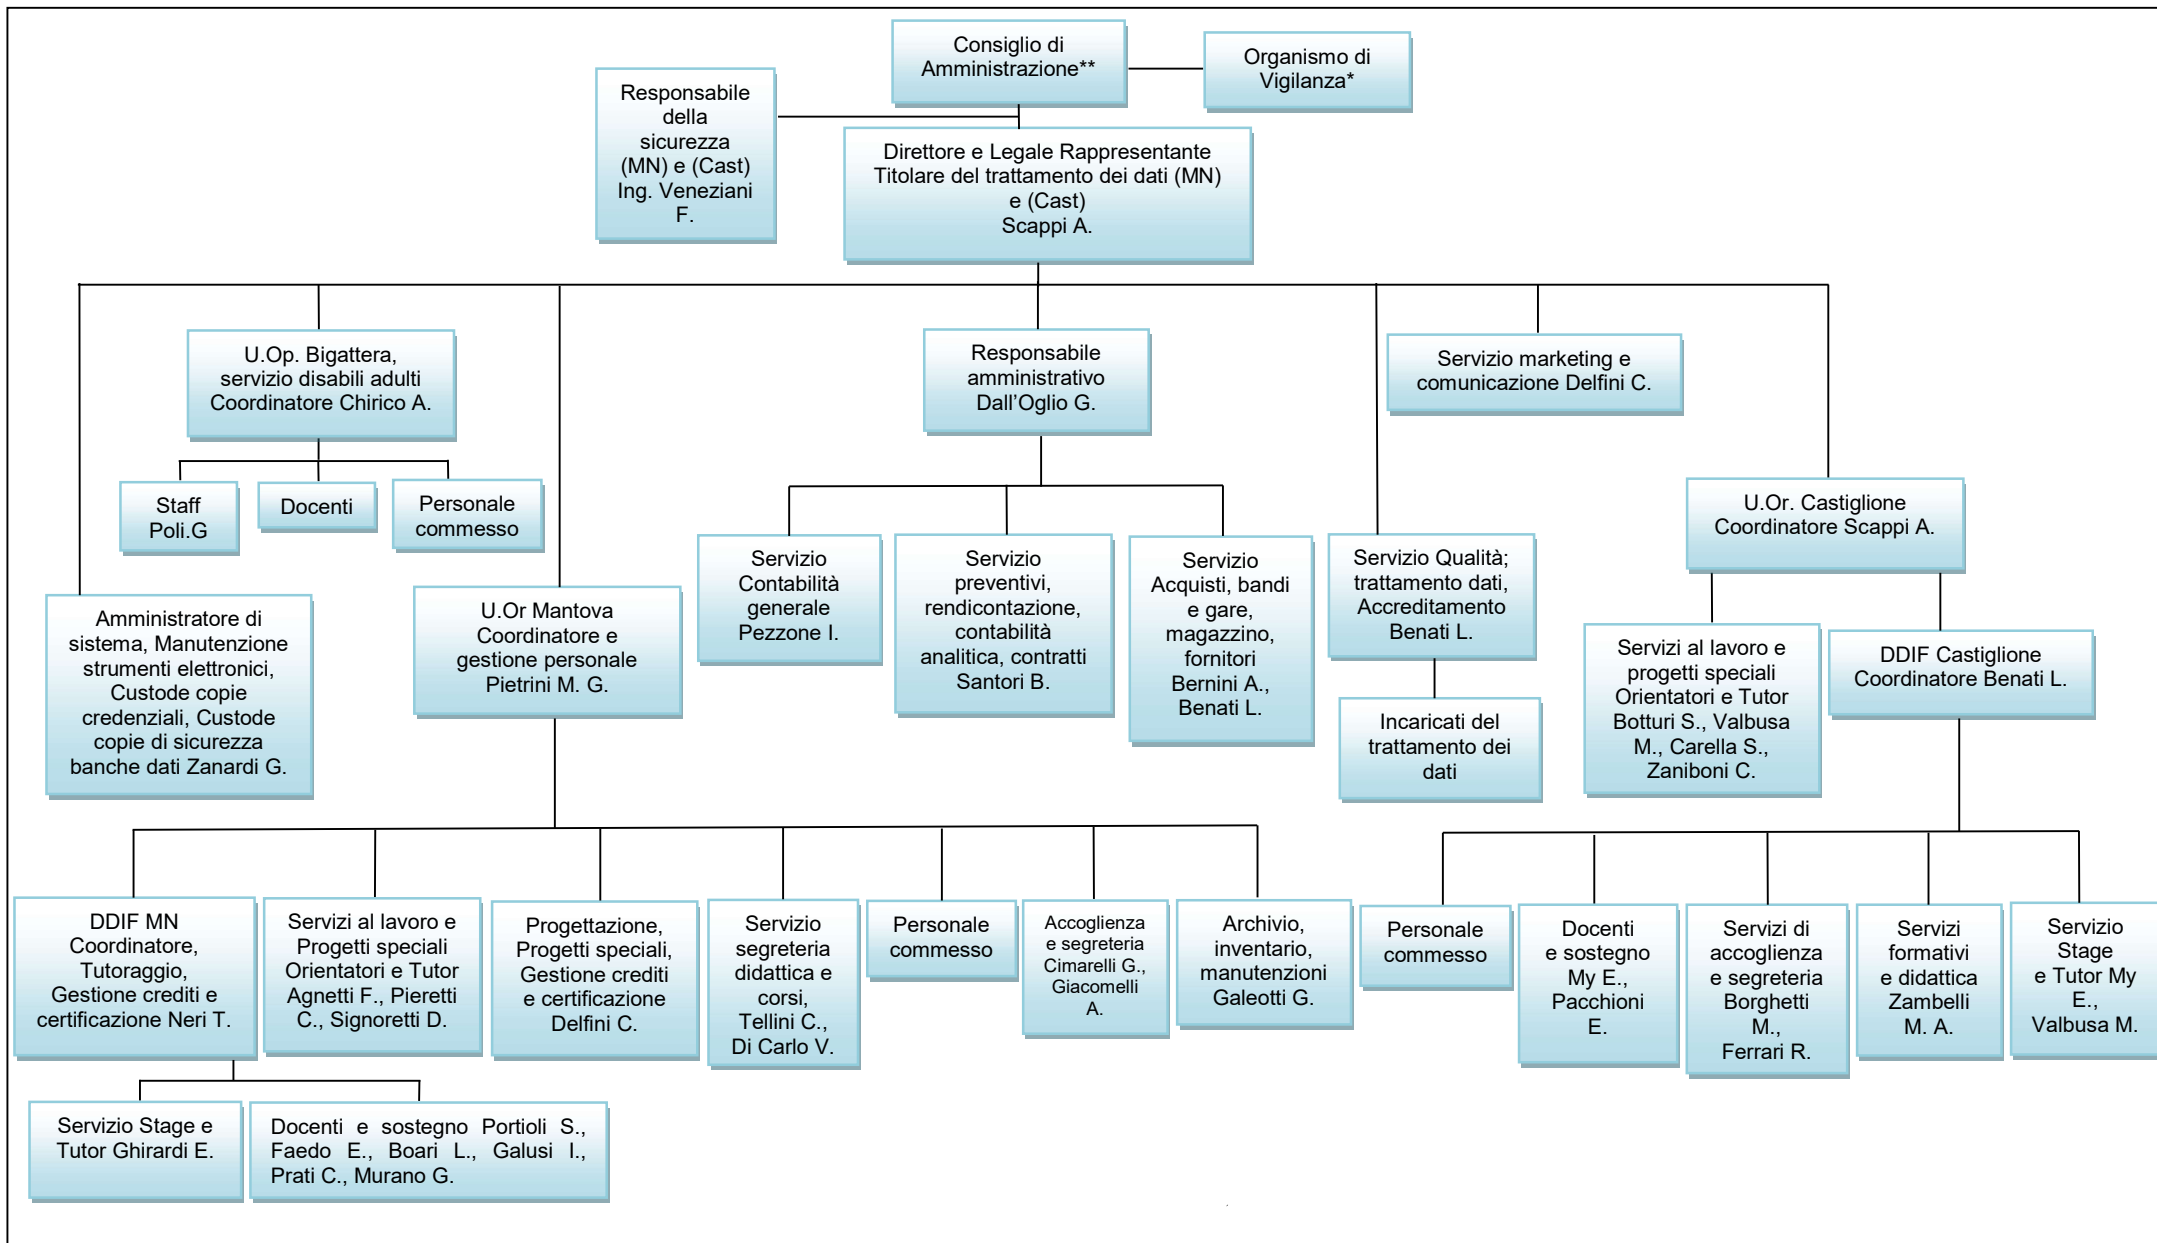 Consiglio di
Amministrazione**
Organismo di
Vigilanza*
Responsabile
della
sicurezza
(MN) e (Cast)
Ing. Veneziani
F.
Direttore e Legale Rappresentante
Titolare del trattamento dei dati (MN)
e (Cast)
Scappi A.
U.Op. Bigattera,
servizio disabili adulti
Coordinatore Chirico A.
Responsabile
amministrativo
Dall’Oglio G.
Servizio marketing e
comunicazione Delfini C.
Staff
Poli.G
Docenti
Personale
commesso
U.Or. Castiglione
Coordinatore Scappi A.
Amministratore di
sistema, Manutenzione
strumenti elettronici,
Custode copie
credenziali, Custode
copie di sicurezza
banche dati Zanardi G.
U.Or Mantova
Coordinatore e
gestione personale
Pietrini M. G.
Servizio
Contabilità
generale
Pezzone I.
Servizio
preventivi,
rendicontazione,
contabilità
analitica, contratti
Santori B.
Servizio
Acquisti, bandi
e gare,
magazzino,
fornitori
Bernini A.,
Benati L.
Servizio Qualità;
trattamento dati,
Accreditamento
Benati L.
Incaricati del
trattamento dei
dati
Servizi al lavoro e
progetti speciali
Orientatori e Tutor
Botturi S., Valbusa
M., Carella S.,
Zaniboni C.
DDIF Castiglione
Coordinatore Benati L.
DDIF MN
Coordinatore,
Tutoraggio,
Gestione crediti e
certificazione Neri T.
Servizi al lavoro e
Progetti speciali
Orientatori e Tutor
Agnetti F., Pieretti
C., Signoretti D.
Progettazione,
Progetti speciali,
Gestione crediti
e certificazione
Delfini C.
Servizio
segreteria
didattica e
corsi,
Tellini C.,
Di Carlo V.
Personale
commesso
Accoglienza
e segreteria
Cimarelli G.,
Giacomelli
A.
Archivio,
inventario,
manutenzioni
Galeotti G.
Personale
commesso
Docenti
e sostegno
My E.,
Pacchioni
E.
Servizi di
accoglienza
e segreteria
Borghetti
M.,
Ferrari R.
Servizi
formativi
e didattica
Zambelli
M. A.
Servizio
Stage
e Tutor My
E.,
Valbusa M.
Servizio Stage e
Tutor Ghirardi E.
Docenti e sostegno Portioli S.,
Faedo E., Boari L., Galusi I.,
Prati C., Murano G.